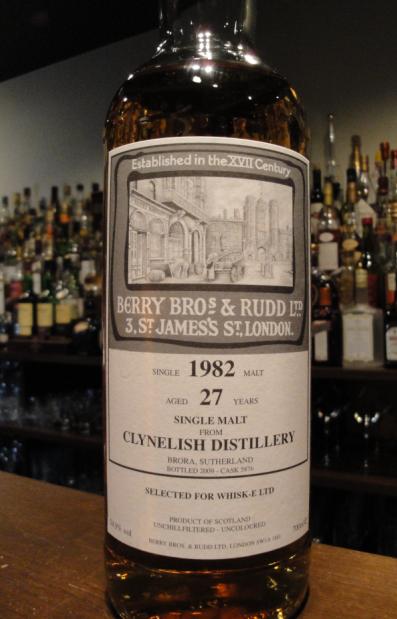 Established in the XVII Century
BERRY BROS & RUDD LTD.
3, ST JAMES'S ST, LONDON.
SINGLE 1982 MALT
AGED 27 YEARS
SINGLE MALT
FROM
CLYNELISH DISTILLERY
BRORA, SUTHERLAND
BOTTLED 2009 - CASK 5876
SELECTED FOR WHISK-E LTD
PRODUCT OF SCOTLAND
UNCHILLFILTERED - UNCOLOURED
vol
BERRY BROS. & RUDD LTD, LONDON